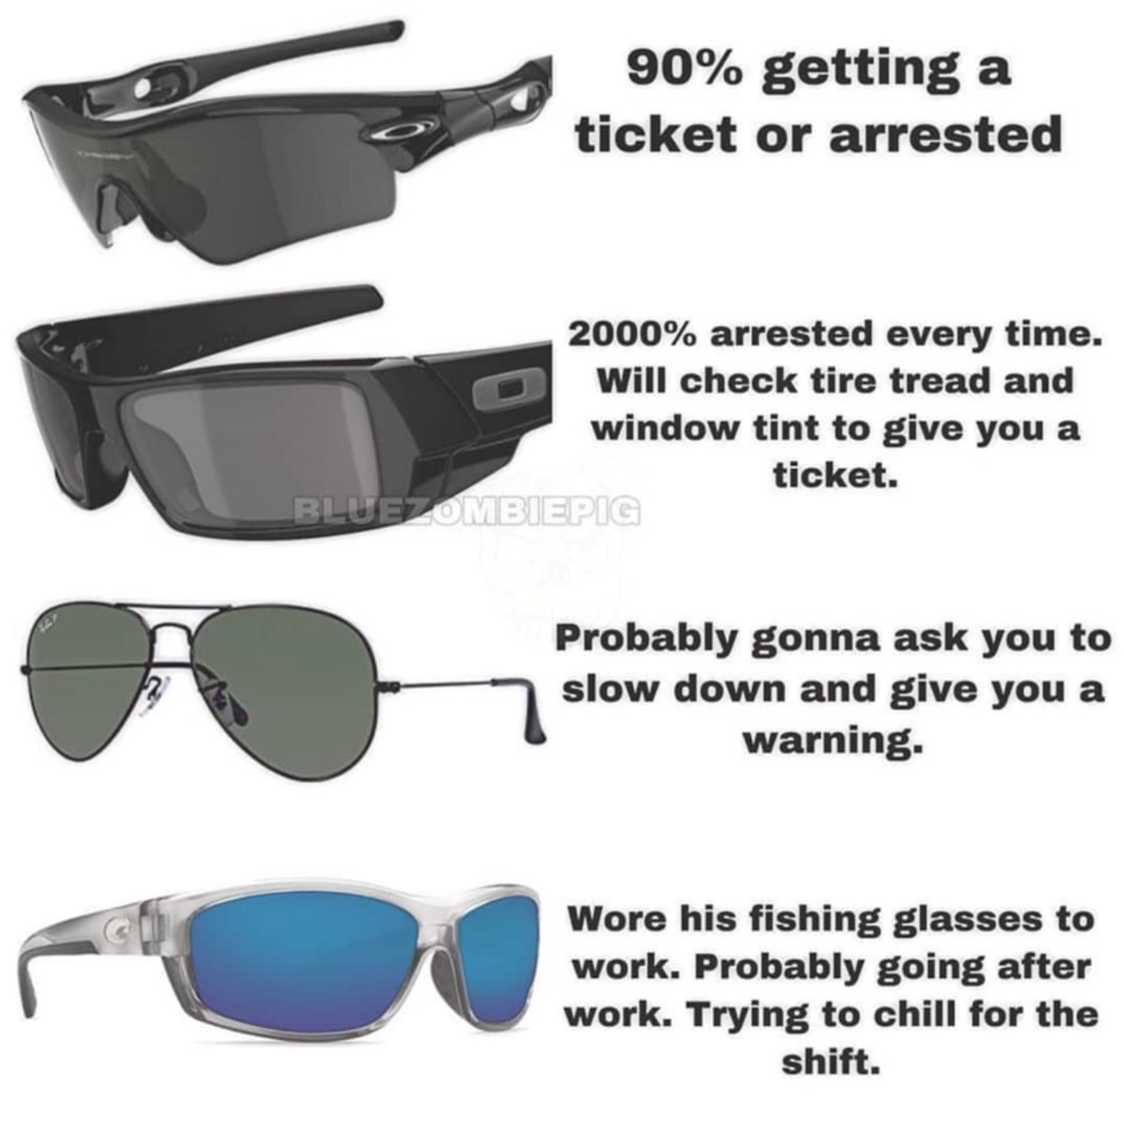 90% getting a
ticket or arrested
2000% arrested every time.
Will check tire tread and
window tint to give you a
ticket.
BLUEZOMBIEPIG
Probably gonna ask you to
slow down and give you a
warning.
Wore his fishing glasses to
work. Probably going after
work. Trying to chill for the
shift.